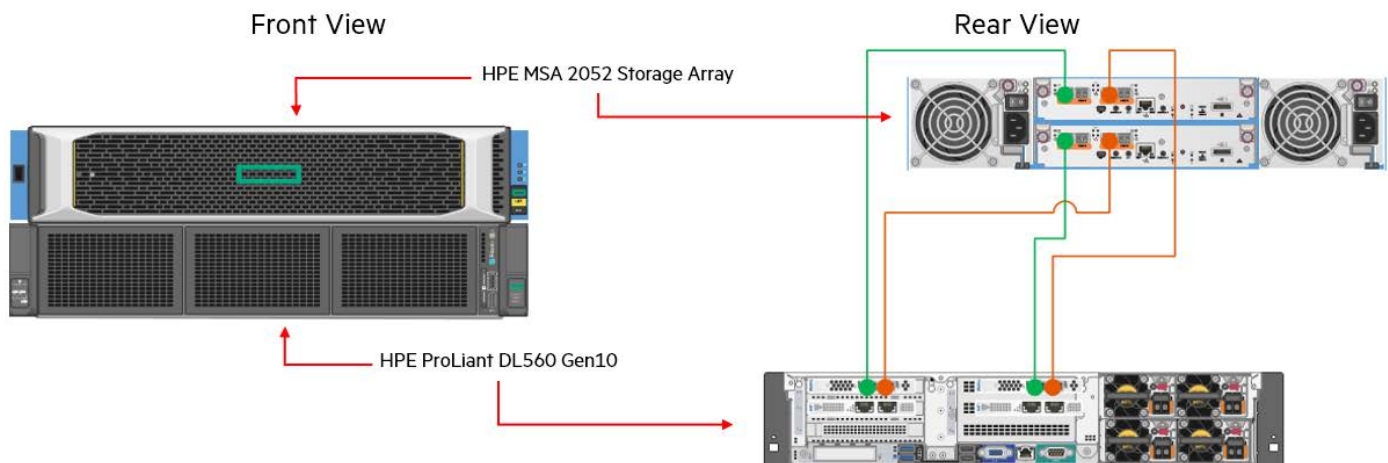 Front View
Rear View
HPE MSA 2052 Storage Array
HPE ProLiant DL560 Gen10